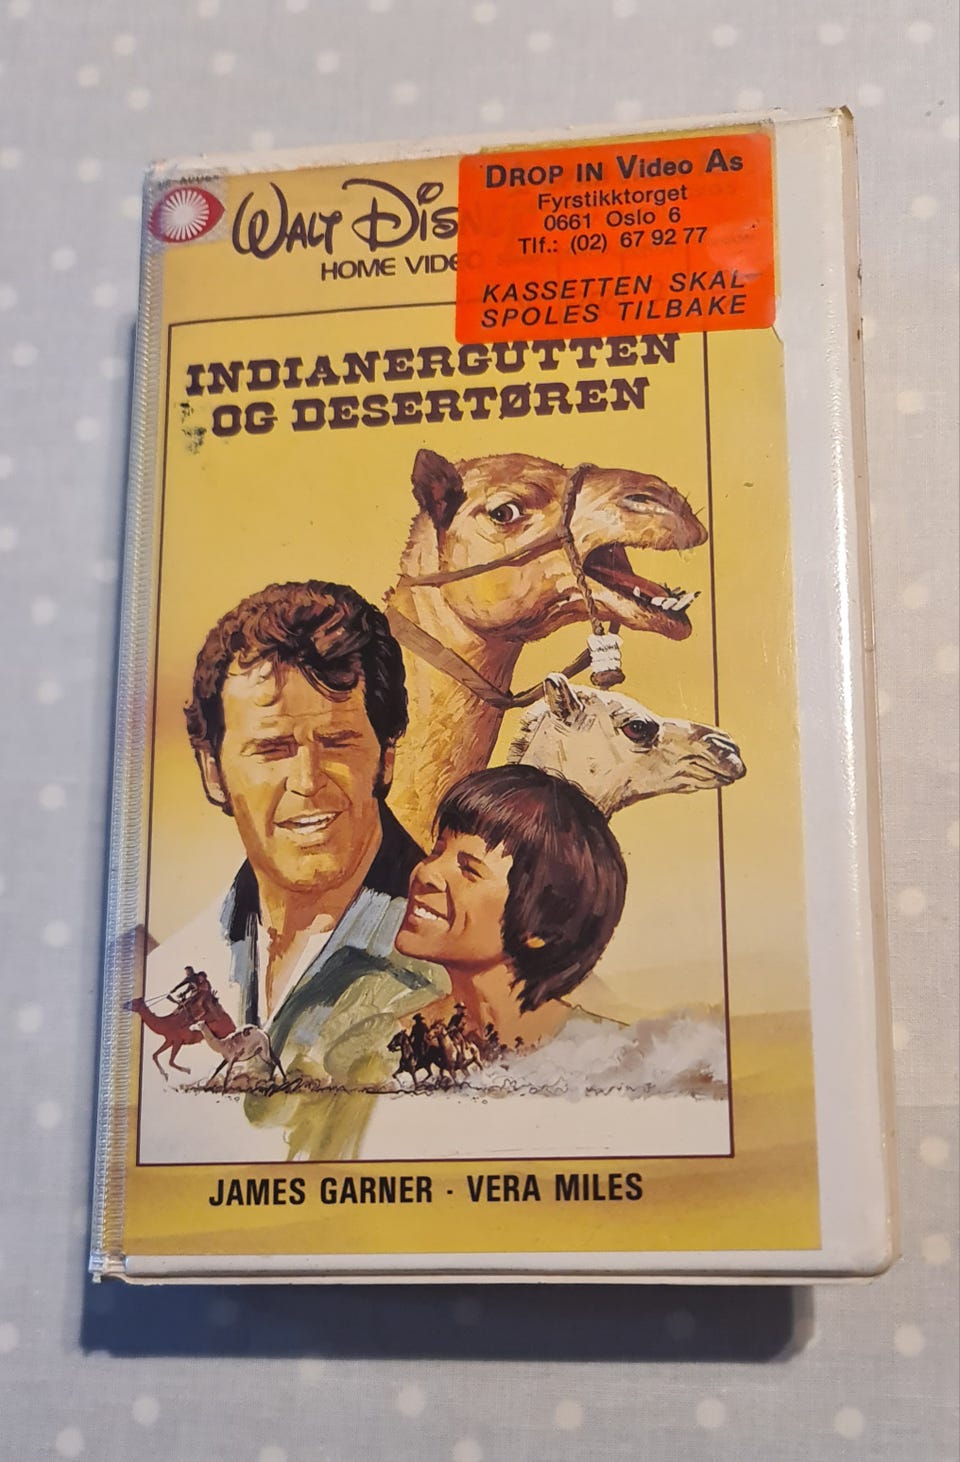 WALT DIS
HOME VIDEO
DROP IN Video As
Fyrstikktorget
0661 Oslo 6
Tlf.: (02) 67 92 77
KASSETTEN SKAL
SPOLES TILBAKE
INDIANERGUTTEN
OG DESERTØREN
JAMES GARNER · VERA MILES